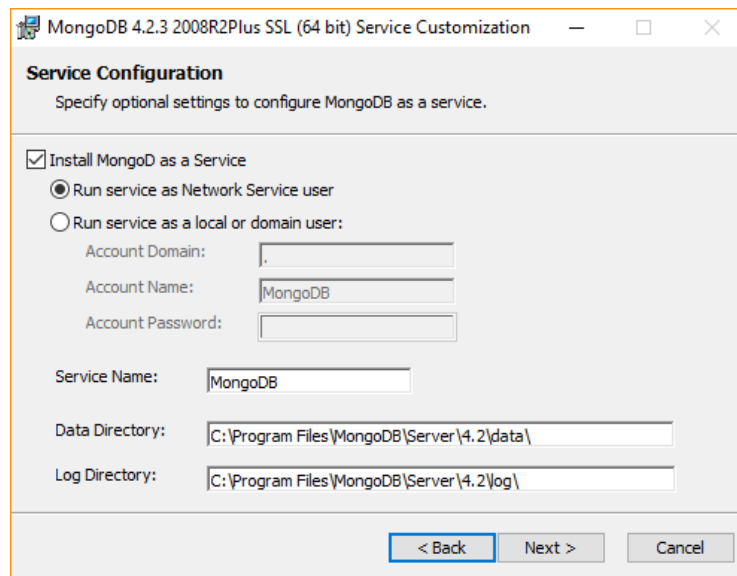 MongoDB 4.2.3 2008R2Plus SSL (64 bit) Service Customization
Service Configuration
Specify optional settings to configure MongoDB as a service.
Install MongoD as a Service
Run service as Network Service user
Run service as a local or domain user:
Account Domain: .
Account Name: MongoDB
Account Password:
Service Name: MongoDB
Data Directory: C:\Program Files\MongoDB\Server\4.2\data\
Log Directory: C:\Program Files\MongoDB\Server\4.2\log\
< Back Next > Cancel